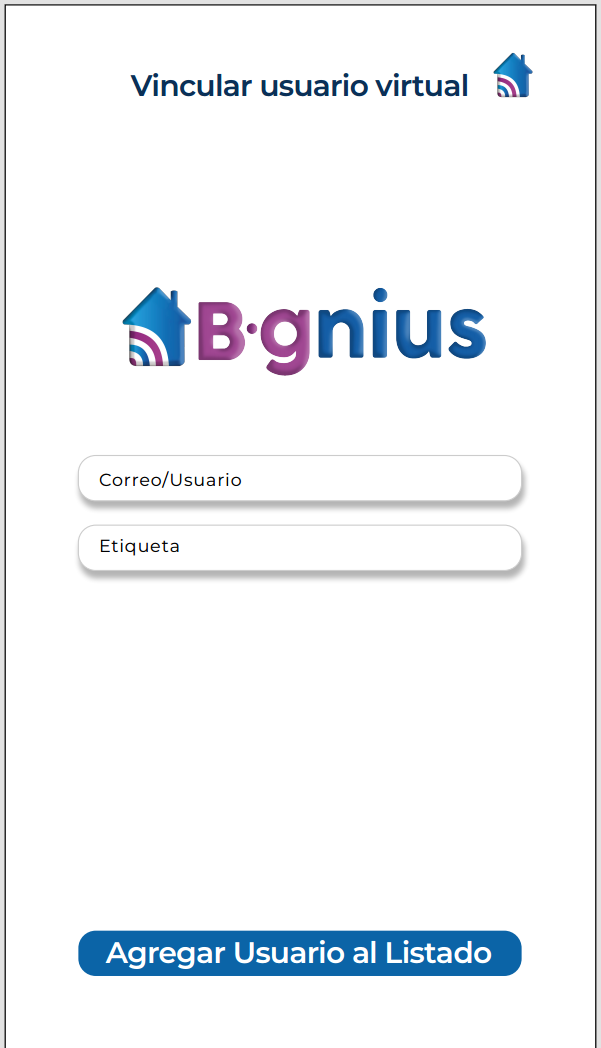 Vincular usuario virtual
B·gnius
Correo/Usuario
Etiqueta
Agregar Usuario al Listado